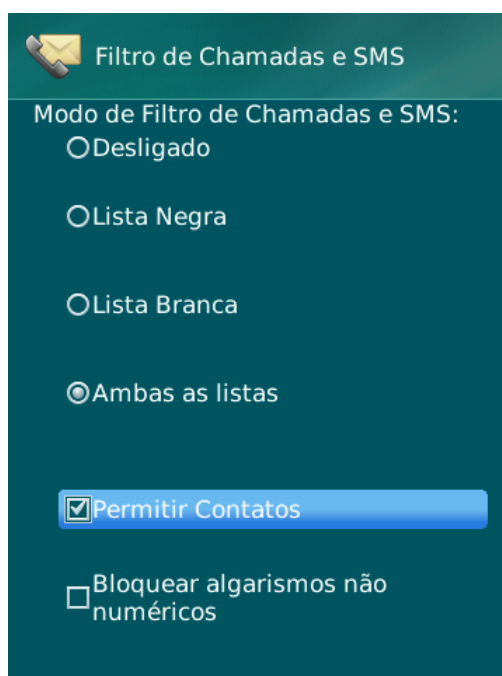 Filtro de Chamadas e SMS
Modo de Filtro de Chamadas e SMS:
Desligado
Lista Negra
Lista Branca
Ambas as listas
Permitir Contatos
Bloquear algarismos não
numéricos